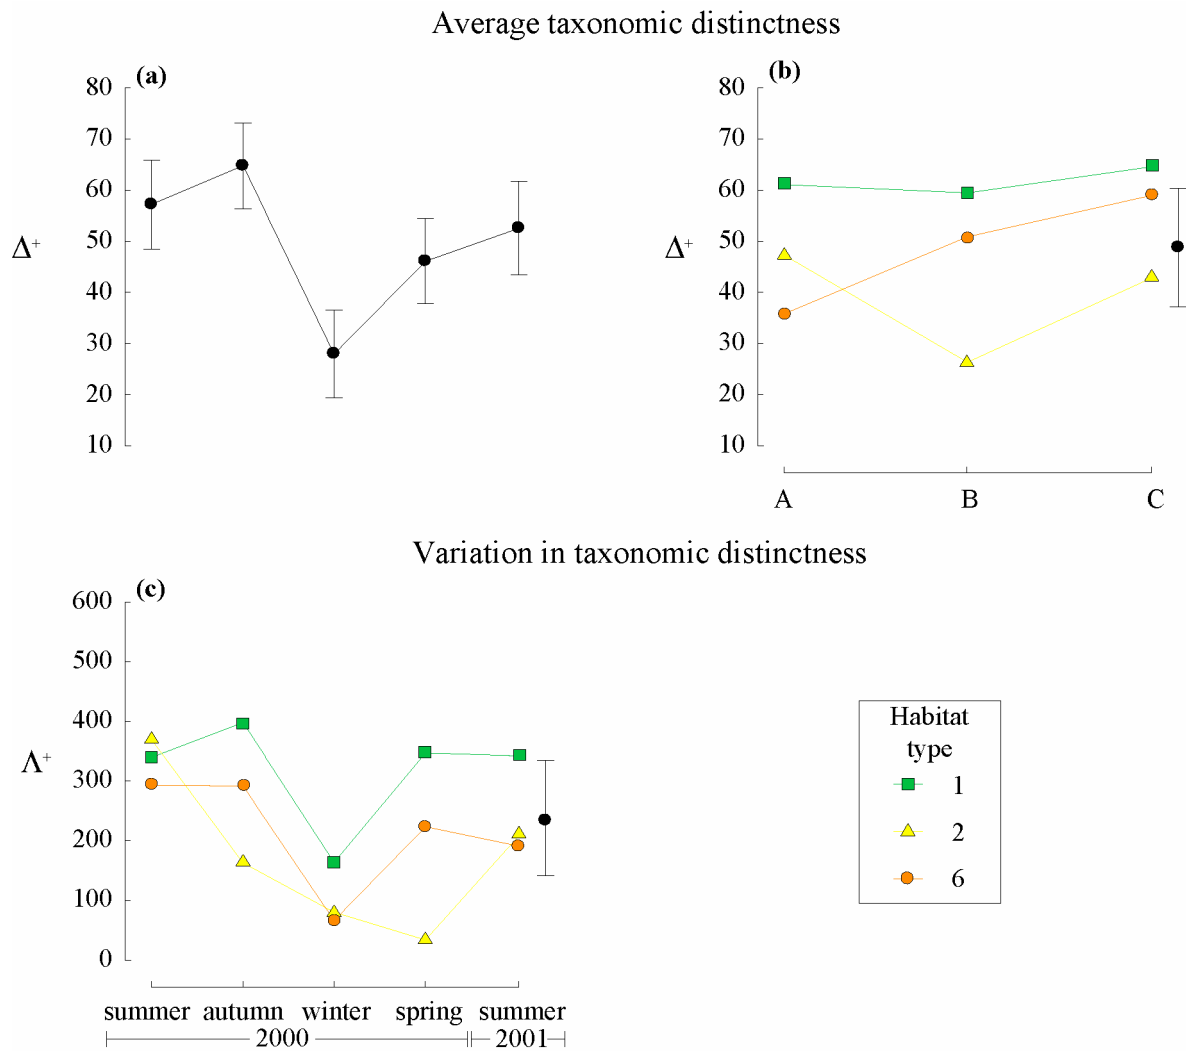 Average taxonomic distinctness
(a)
80
70
60
50
40
30
20
10
Δ+
(b)
80
70
60
50
40
30
20
10
Δ+
A B C
Variation in taxonomic distinctness
(c)
600
500
400
300
200
100
0
Λ+
summer autumn winter spring summer
2000 2001
Habitat
type
1
2
6